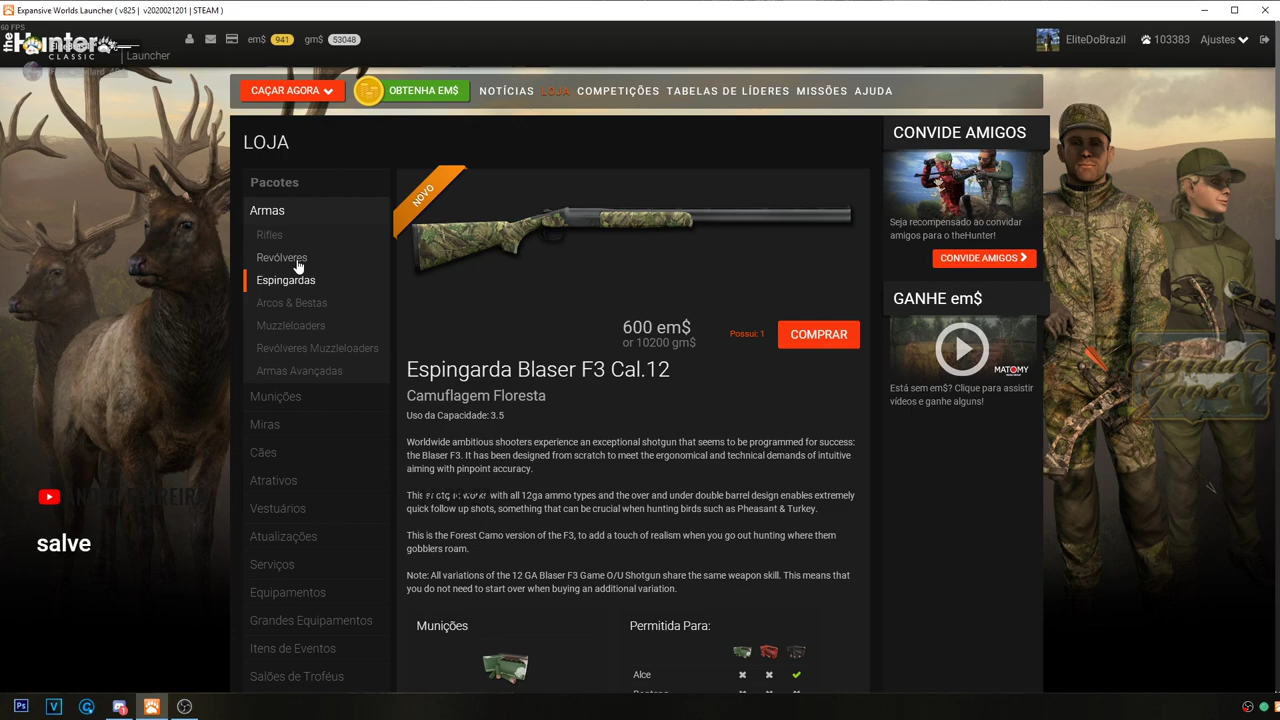 Expansive Worlds Launcher ( v825 | v2020021201 | STEAM )
60 FPS
theHunter
CLASSIC
Launcher
em$ 941 gm$ 53048
EliteDoBrazil 103383 Ajustes
CAÇAR AGORA OBTENHA EM$ NOTÍCIAS LOJA COMPETIÇÕES TABELAS DE LÍDERES MISSÕES AJUDA
LOJA
Pacotes
Armas
Rifles
Revólveres
Espingardas
Arcos & Bestas
Muzzleloaders
Revólveres Muzzleloaders
Armas Avançadas
Munições
Miras
Cães
Atrativos
Vestuários
Atualizações
Serviços
Equipamentos
Grandes Equipamentos
Itens de Eventos
Salões de Troféus
NOVO
600 em$
or 10200 gm$
Possui: 1
COMPRAR
Espingarda Blaser F3 Cal.12
Camuflagem Floresta
Uso da Capacidade: 3.5
Worldwide ambitious shooters experience an exceptional shotgun that seems to be programmed for success:
the Blaser F3. It has been designed from scratch to meet the ergonomical and technical demands of intuitive
aiming with pinpoint accuracy.
This with all 12ga ammo types and the over and under double barrel design enables extremely
quick follow up shots, something that can be crucial when hunting birds such as Pheasant & Turkey.
This is the Forest Camo version of the F3, to add a touch of realism when you go out hunting where them
gobblers roam.
Note: All variations of the 12 GA Blaser F3 Game O/U Shotgun share the same weapon skill. This means that
you do not need to start over when buying an additional variation.
Munições
Permitida Para:
Alce
CONVIDE AMIGOS
Seja recompensado ao convidar
amigos para o theHunter!
CONVIDE AMIGOS
GANHE em$
MATOMY
Está sem em$? Clique para assistir
vídeos e ganhe alguns!
salve
Ps
V